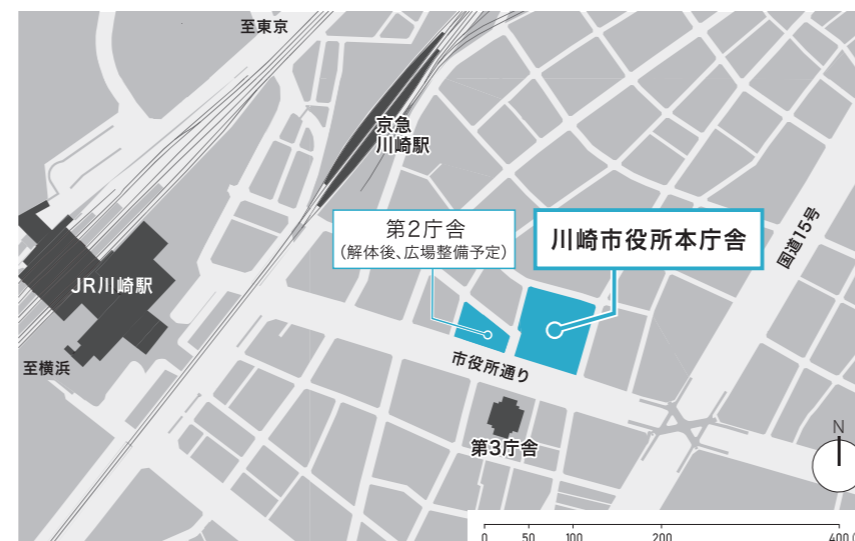 至東京
京急
川崎駅
第2庁舎
(解体後、広場整備予定)
川崎市役所本庁舎
国道15号
JR川崎駅
至横浜
市役所通り
第3庁舎
N
0 50 100 200 400.0